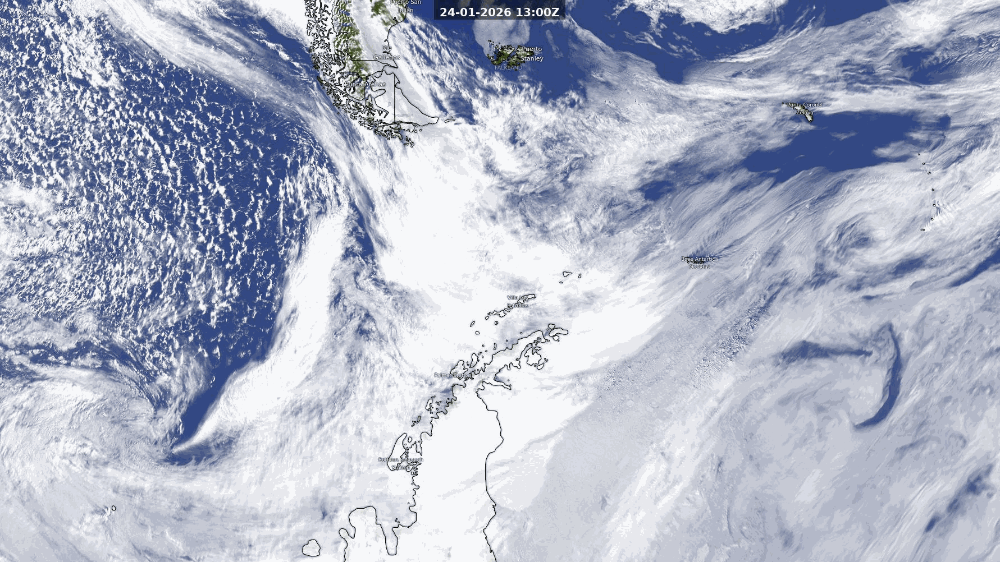 Puerto San
Julián
24-01-2026 13:00Z
Río
Gallegos
Puerto
Stanley
FALKLAND
Punta Arenas
Punta Coronel
Zelaya
Base Antártica
Orcadas
Villa Las
Estrellas
Palmer Station
Rothera Research
Station